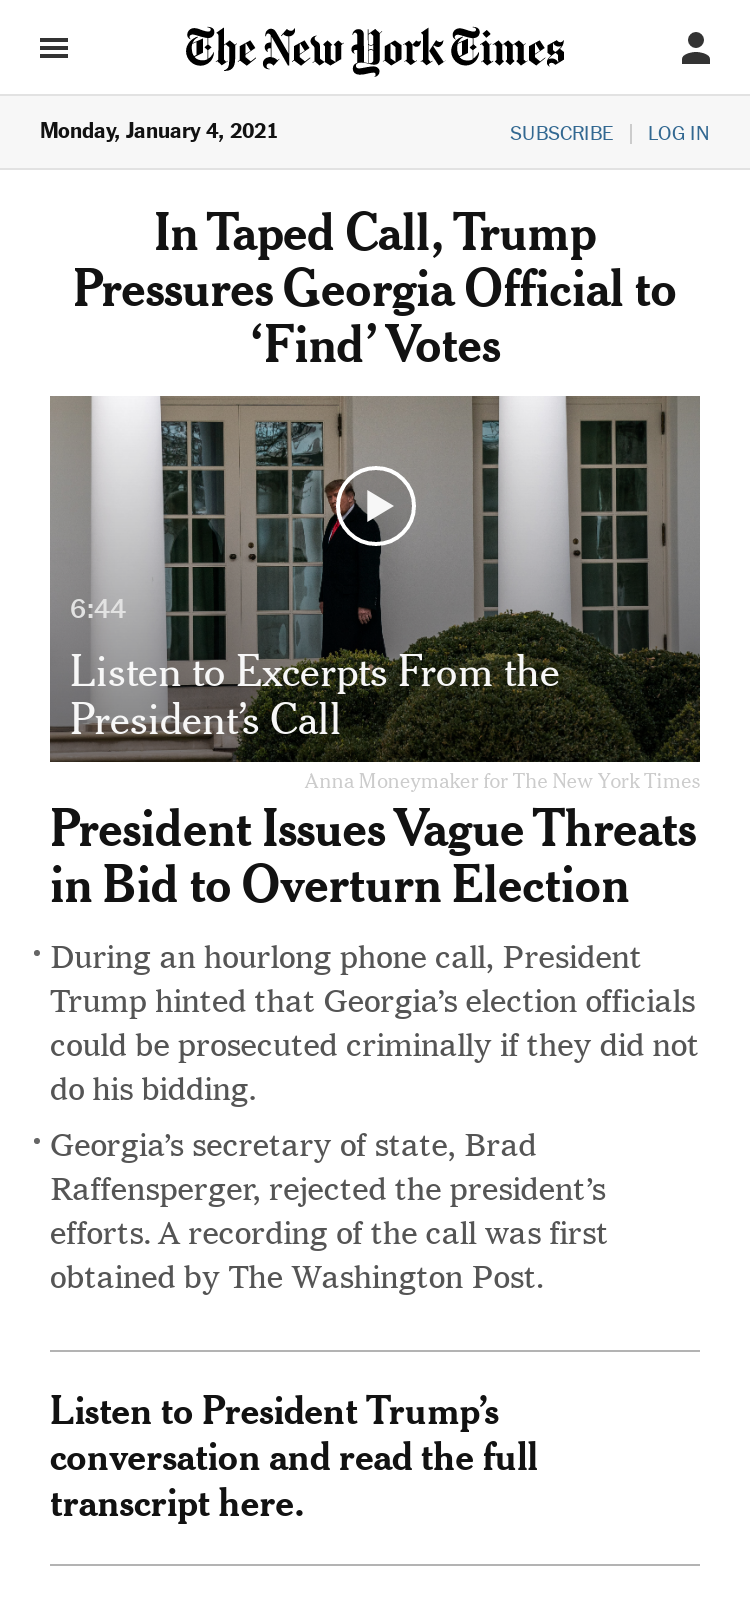 The New York Times
Monday, January 4, 2021
SUBSCRIBE | LOG IN
In Taped Call, Trump
Pressures Georgia Official to
‘Find’ Votes
6:44
Listen to Excerpts From the
President’s Call
Anna Moneymaker for The New York Times
President Issues Vague Threats
in Bid to Overturn Election
• During an hourlong phone call, President
Trump hinted that Georgia’s election officials
could be prosecuted criminally if they did not
do his bidding.
• Georgia’s secretary of state, Brad
Raffensperger, rejected the president’s
efforts. A recording of the call was first
obtained by The Washington Post.
Listen to President Trump’s
conversation and read the full
transcript here.